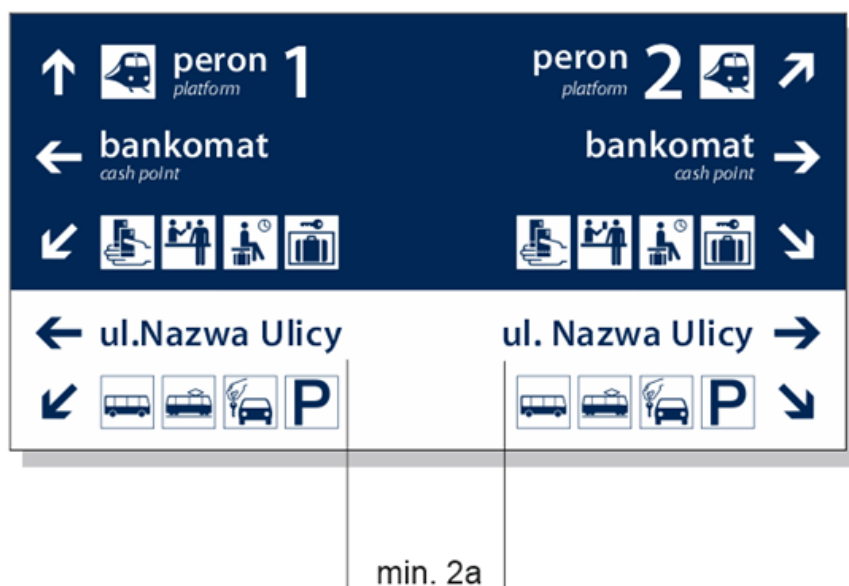 peron 1
platform
peron 2
platform
bankomat
cash point
bankomat
cash point
ul.Nazwa Ulicy
ul. Nazwa Ulicy
P
P
min. 2a